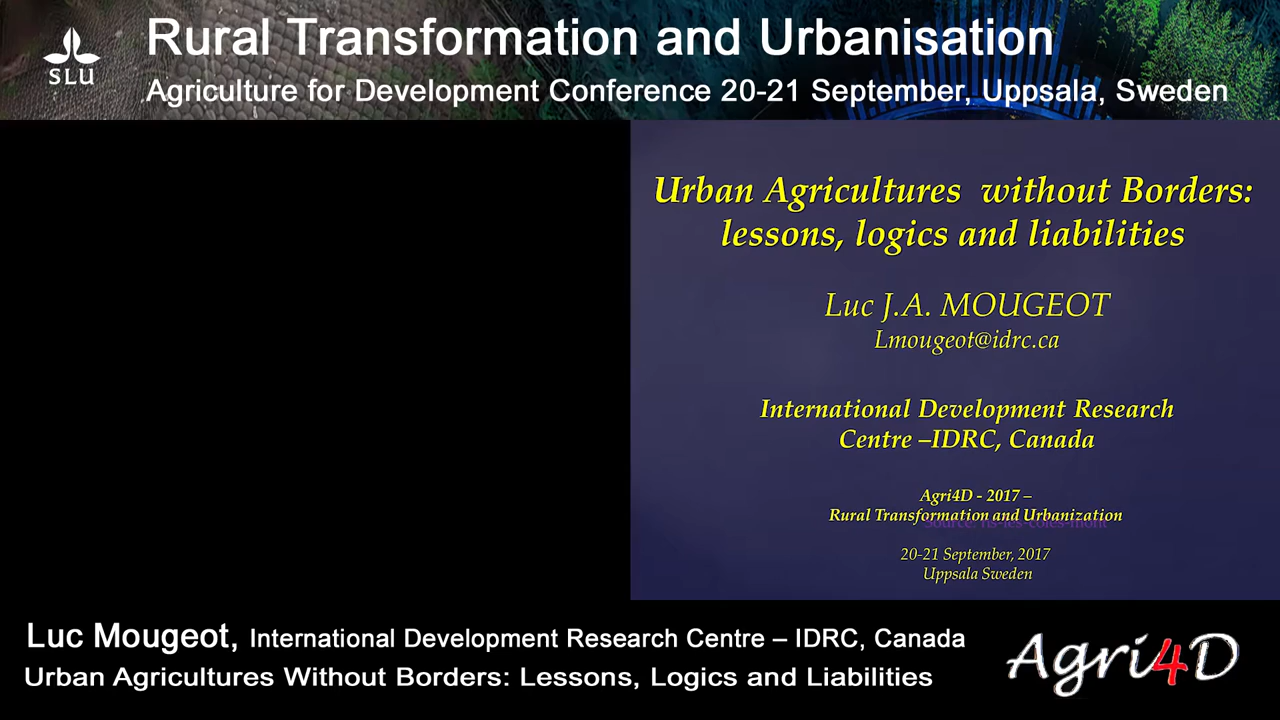 SLU
Rural Transformation and Urbanisation
Agriculture for Development Conference 20-21 September, Uppsala, Sweden
Urban Agricultures without Borders:
lessons, logics and liabilities
Luc J.A. MOUGEOT
Lmougeot@idrc.ca
International Development Research
Centre –IDRC, Canada
Agri4D - 2017 –
Rural Transformation and Urbanization
20-21 September, 2017
Uppsala Sweden
Luc Mougeot, International Development Research Centre – IDRC, Canada
Urban Agricultures Without Borders: Lessons, Logics and Liabilities
Agri4D